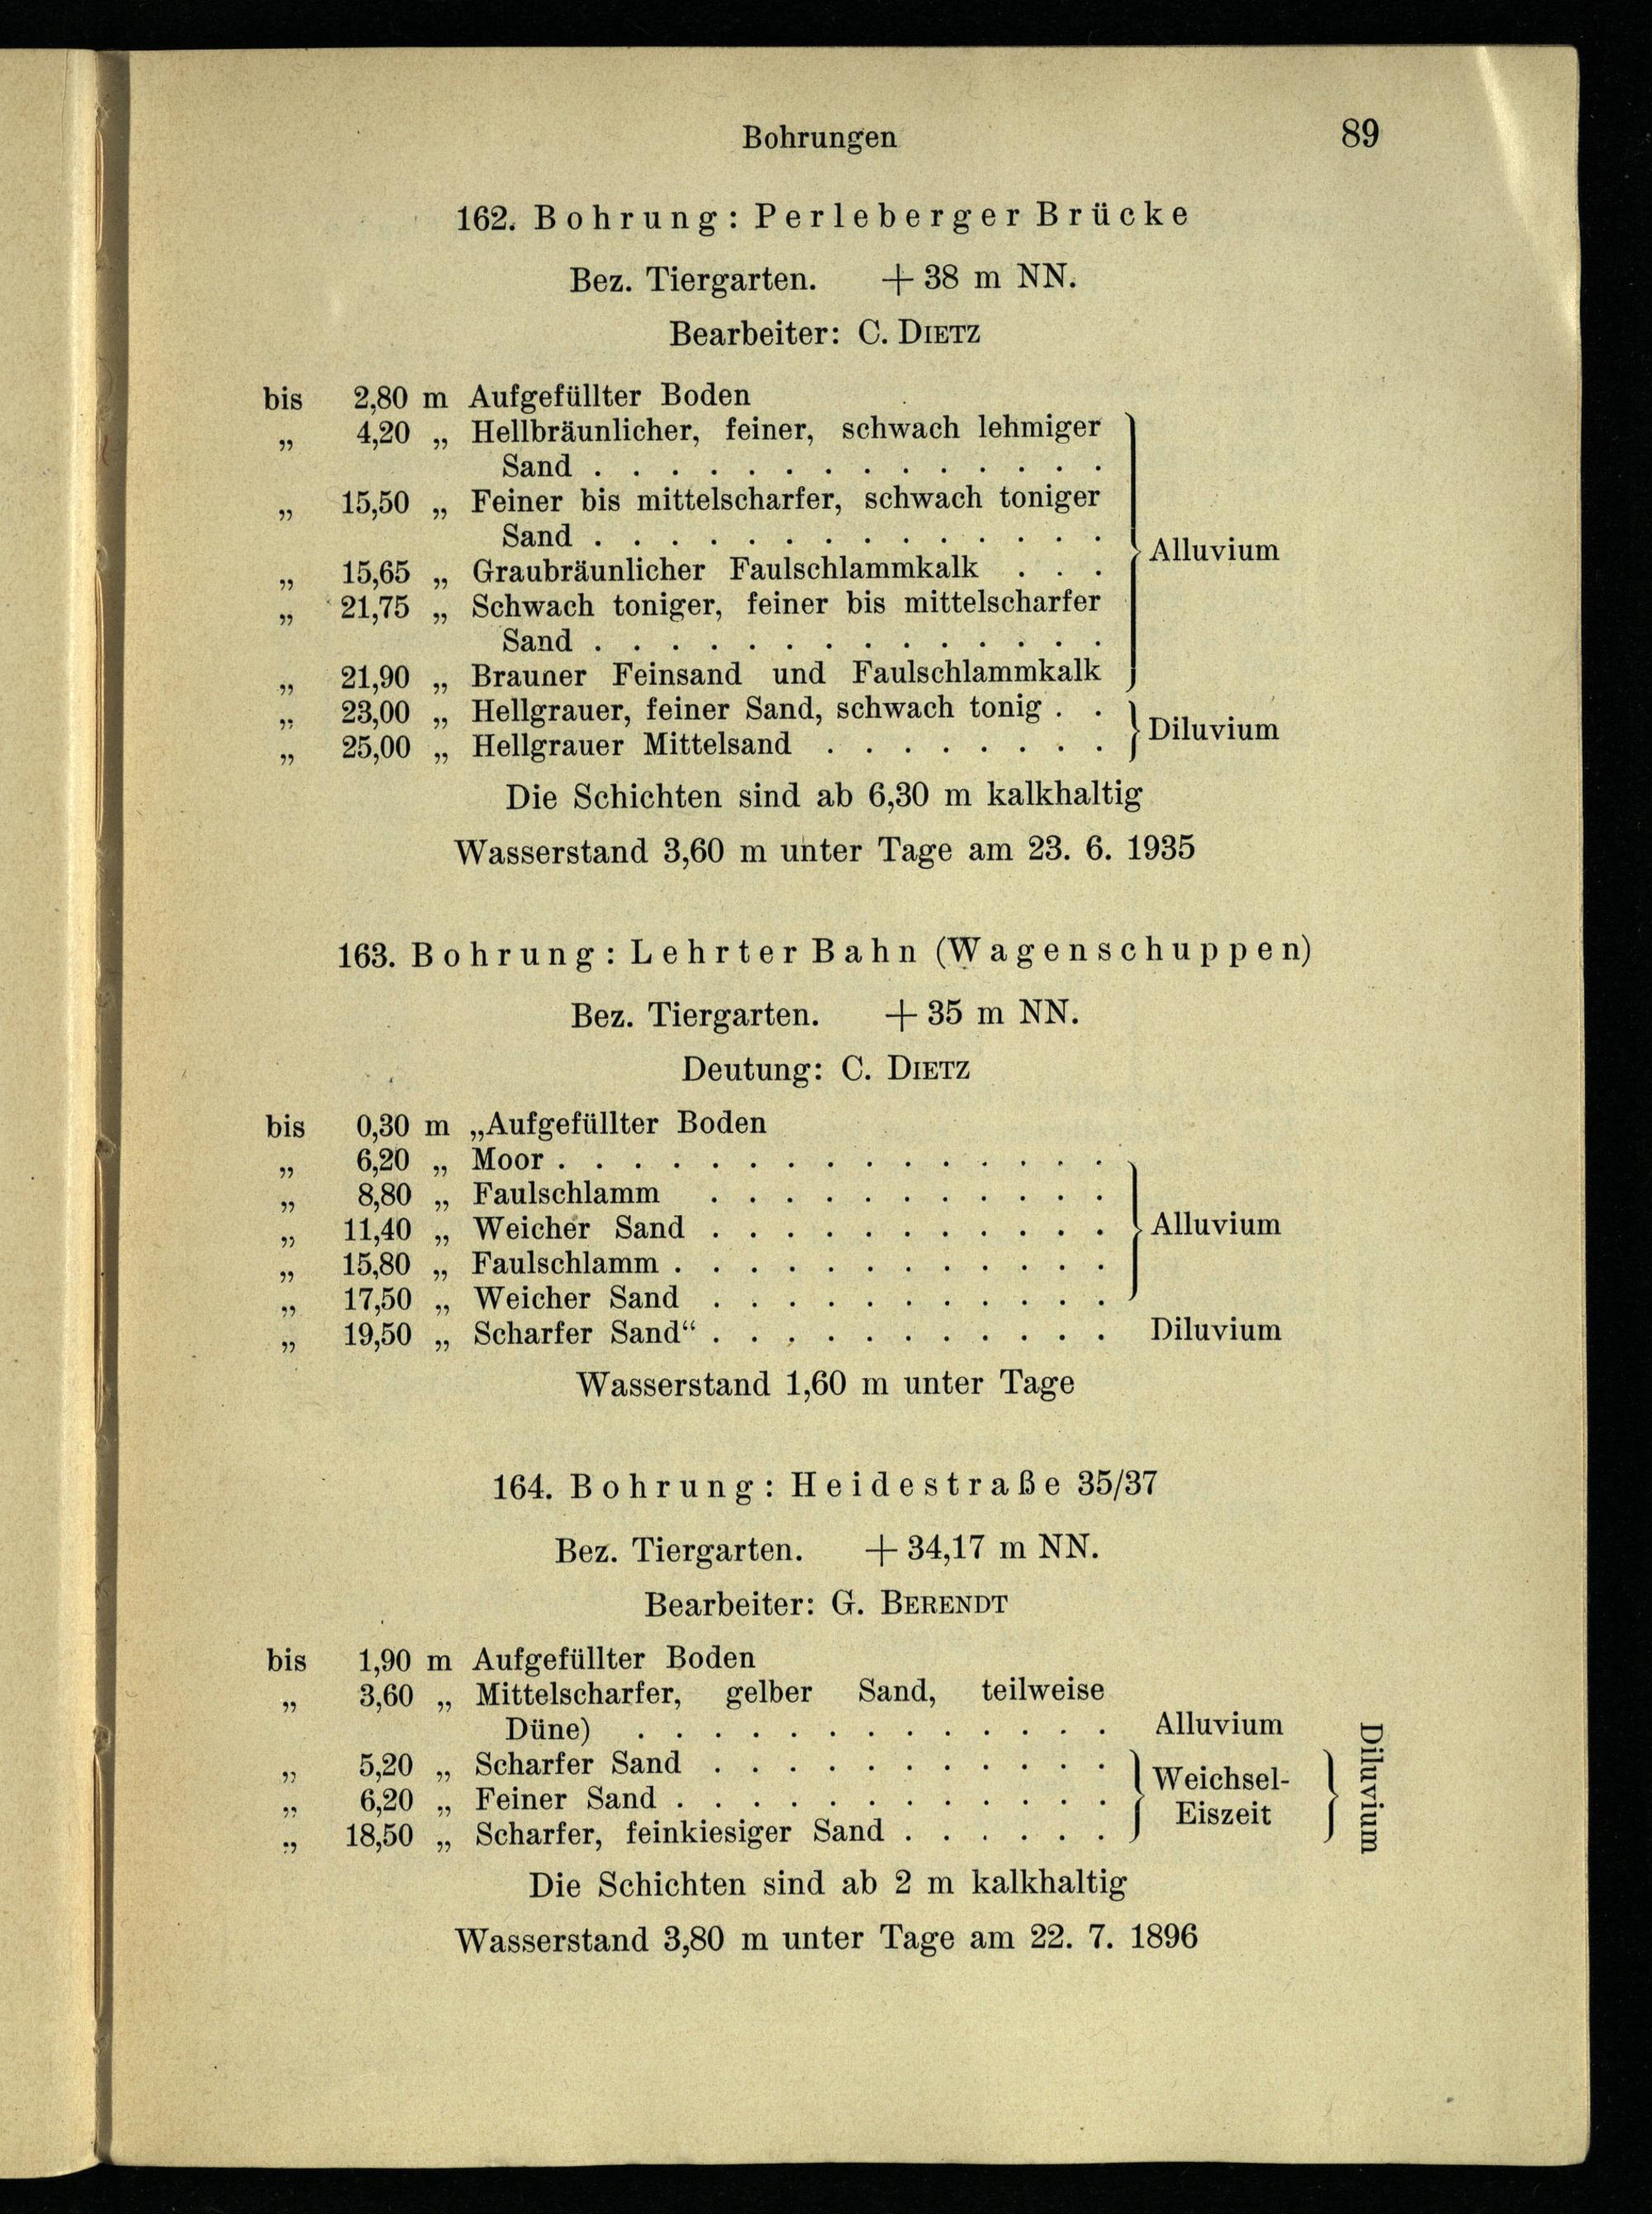 Bohrungen 89
162. Bohrung: Perleberger Brücke
Bez. Tiergarten. + 38 m NN.
Bearbeiter: C. DIETZ
bis 2,80 m Aufgefüllter Boden
„ 4,20 „ Hellbräunlicher, feiner, schwach lehmiger
Sand . . . . . . . . . . . . . .
„ 15,50 „ Feiner bis mittelscharfer, schwach toniger
Sand . . . . . . . . . . . . . .
Alluvium
„ 15,65 „ Graubräunlicher Faulschlammkalk . . .
„ 21,75 „ Schwach toniger, feiner bis mittelscharfer
Sand . . . . . . . . . . . . . .
„ 21,90 „ Brauner Feinsand und Faulschlammkalk
„ 23,00 „ Hellgrauer, feiner Sand, schwach tonig . .
Diluvium
„ 25,00 „ Hellgrauer Mittelsand . . . . . . . .
Die Schichten sind ab 6,30 m kalkhaltig
Wasserstand 3,60 m unter Tage am 23. 6. 1935
163. Bohrung: Lehrter Bahn (Wagenschuppen)
Bez. Tiergarten. + 35 m NN.
Deutung: C. DIETZ
bis 0,30 m „Aufgefüllter Boden
„ 6,20 „ Moor . . . . . . . . . . . . . . .
„ 8,80 „ Faulschlamm . . . . . . . . . . .
„ 11,40 „ Weicher Sand . . . . . . . . . . . Alluvium
„ 15,80 „ Faulschlamm . . . . . . . . . . . .
„ 17,50 „ Weicher Sand . . . . . . . . . . .
„ 19,50 „ Scharfer Sand“ . . . . . . . . . . . Diluvium
Wasserstand 1,60 m unter Tage
164. Bohrung: Heidestraße 35/37
Bez. Tiergarten. + 34,17 m NN.
Bearbeiter: G. BERENDT
bis 1,90 m Aufgefüllter Boden
„ 3,60 „ Mittelscharfer, gelber Sand, teilweise
Düne) . . . . . . . . . . . . . Alluvium
„ 5,20 „ Scharfer Sand . . . . . . . . . . .
Weichsel-
„ 6,20 „ Feiner Sand . . . . . . . . . . . .
Eiszeit
„ 18,50 „ Scharfer, feinkiesiger Sand . . . . . .
Diluvium
Die Schichten sind ab 2 m kalkhaltig
Wasserstand 3,80 m unter Tage am 22. 7. 1896